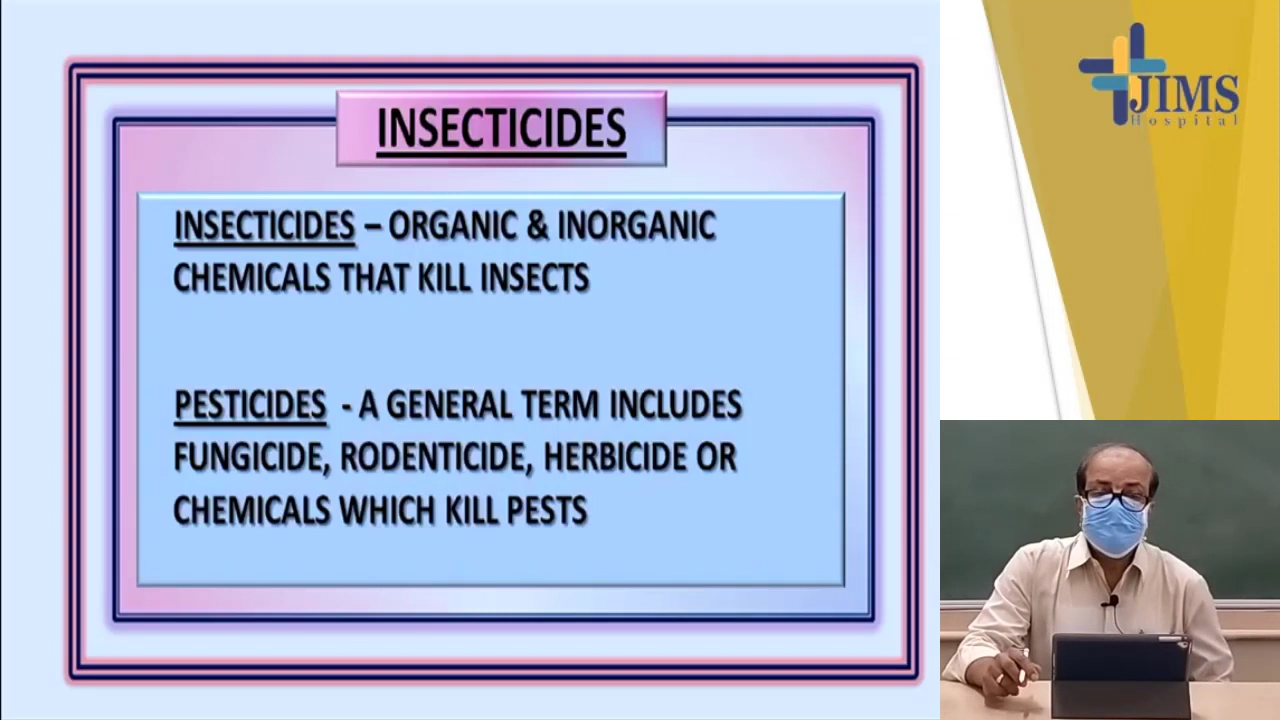 INSECTICIDES
INSECTICIDES – ORGANIC & INORGANIC
CHEMICALS THAT KILL INSECTS
PESTICIDES - A GENERAL TERM INCLUDES
FUNGICIDE, RODENTICIDE, HERBICIDE OR
CHEMICALS WHICH KILL PESTS
JIMS
Hospital